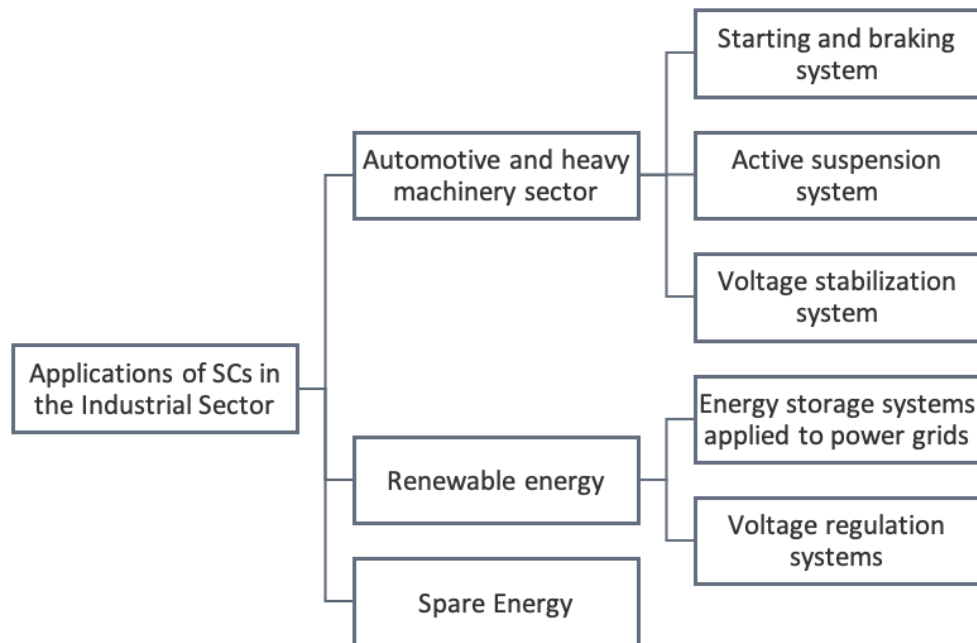 Applications of SCs in
the Industrial Sector
Automotive and heavy
machinery sector
Starting and braking
system
Active suspension
system
Voltage stabilization
system
Renewable energy
Energy storage systems
applied to power grids
Voltage regulation
systems
Spare Energy